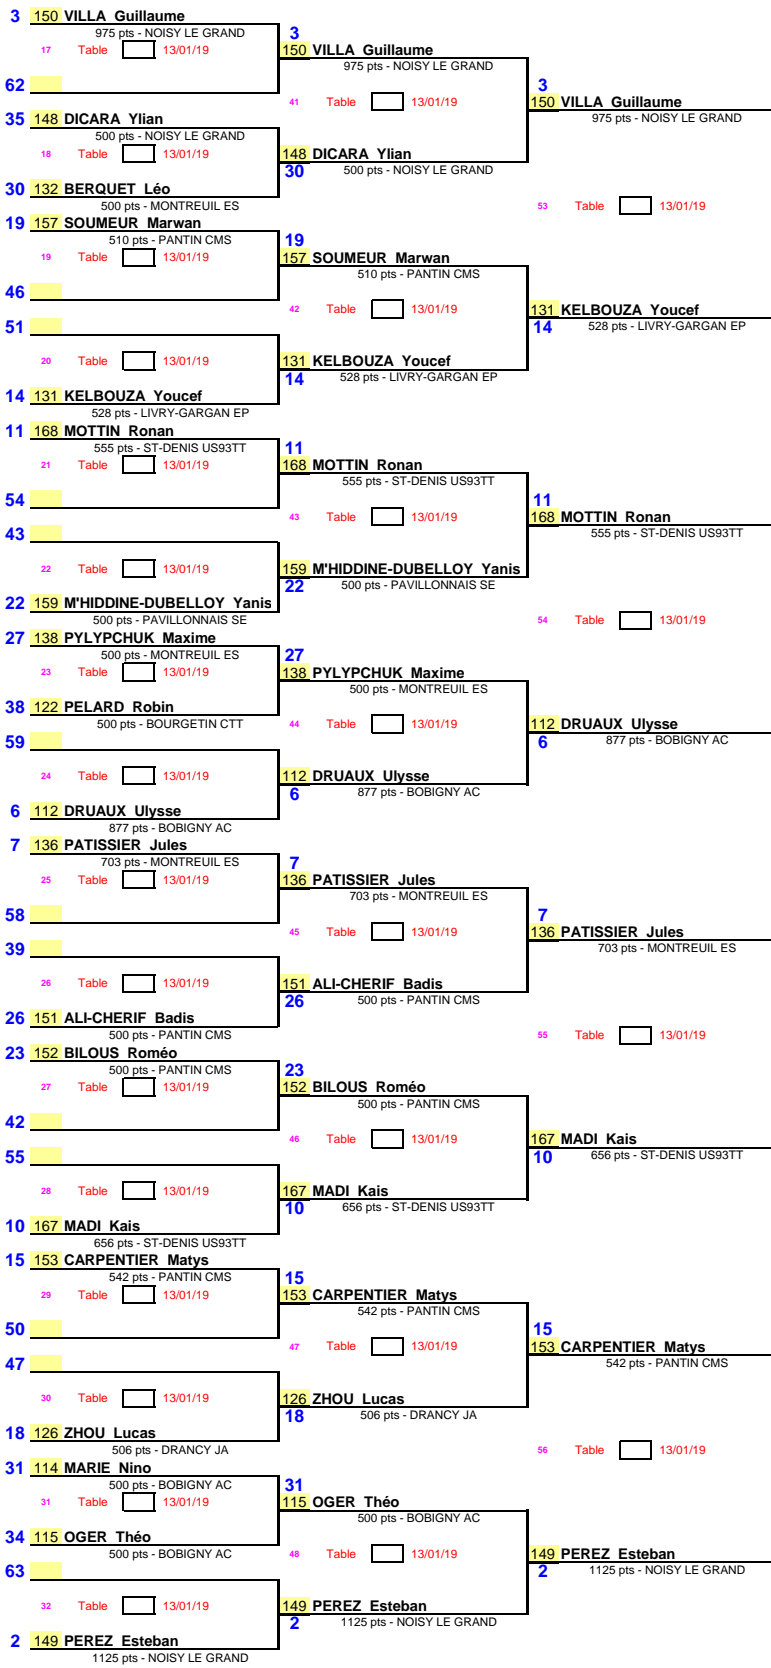 3 150 VILLA Guillaume
975 pts - NOISY LE GRAND
3
17 Table 13/01/19
150 VILLA Guillaume
975 pts - NOISY LE GRAND
62
3
41 Table 13/01/19
150 VILLA Guillaume
975 pts - NOISY LE GRAND
35 148 DICARA Ylian
500 pts - NOISY LE GRAND
18 Table 13/01/19
148 DICARA Ylian
30
500 pts - NOISY LE GRAND
30 132 BERQUET Léo
500 pts - MONTREUIL ES
53 Table 13/01/19
19 157 SOUMEUR Marwan
510 pts - PANTIN CMS
19
19 Table 13/01/19
157 SOUMEUR Marwan
510 pts - PANTIN CMS
46
42 Table 13/01/19
131 KELBOUZA Youcef
14
528 pts - LIVRY-GARGAN EP
51
20 Table 13/01/19
131 KELBOUZA Youcef
14
528 pts - LIVRY-GARGAN EP
14 131 KELBOUZA Youcef
528 pts - LIVRY-GARGAN EP
11 168 MOTTIN Ronan
555 pts - ST-DENIS US93TT
11
21 Table 13/01/19
168 MOTTIN Ronan
555 pts - ST-DENIS US93TT
54
11
43 Table 13/01/19
168 MOTTIN Ronan
555 pts - ST-DENIS US93TT
43
22 Table 13/01/19
159 M'HIDDINE-DUBELLOY Yanis
22
500 pts - PAVILLONNAIS SE
22 159 M'HIDDINE-DUBELLOY Yanis
500 pts - PAVILLONNAIS SE
54 Table 13/01/19
27 138 PYLYPCHUK Maxime
500 pts - MONTREUIL ES
27
23 Table 13/01/19
138 PYLYPCHUK Maxime
500 pts - MONTREUIL ES
38 122 PELARD Robin
500 pts - BOURGETIN CTT
44 Table 13/01/19
112 DRUAUX Ulysse
6
877 pts - BOBIGNY AC
59
24 Table 13/01/19
112 DRUAUX Ulysse
6
877 pts - BOBIGNY AC
6 112 DRUAUX Ulysse
877 pts - BOBIGNY AC
7 136 PATISSIER Jules
703 pts - MONTREUIL ES
7
25 Table 13/01/19
136 PATISSIER Jules
703 pts - MONTREUIL ES
58
7
45 Table 13/01/19
136 PATISSIER Jules
703 pts - MONTREUIL ES
39
26 Table 13/01/19
151 ALI-CHERIF Badis
26
500 pts - PANTIN CMS
26 151 ALI-CHERIF Badis
500 pts - PANTIN CMS
55 Table 13/01/19
23 152 BILOUS Roméo
500 pts - PANTIN CMS
23
27 Table 13/01/19
152 BILOUS Roméo
500 pts - PANTIN CMS
42
46 Table 13/01/19
167 MADI Kais
10
656 pts - ST-DENIS US93TT
55
28 Table 13/01/19
167 MADI Kais
10
656 pts - ST-DENIS US93TT
10 167 MADI Kais
656 pts - ST-DENIS US93TT
15 153 CARPENTIER Matys
542 pts - PANTIN CMS
15
29 Table 13/01/19
153 CARPENTIER Matys
542 pts - PANTIN CMS
50
15
47 Table 13/01/19
153 CARPENTIER Matys
542 pts - PANTIN CMS
47
30 Table 13/01/19
126 ZHOU Lucas
18
506 pts - DRANCY JA
18 126 ZHOU Lucas
506 pts - DRANCY JA
56 Table 13/01/19
31 114 MARIE Nino
500 pts - BOBIGNY AC
31
31 Table 13/01/19
115 OGER Théo
500 pts - BOBIGNY AC
34 115 OGER Théo
500 pts - BOBIGNY AC
48 Table 13/01/19
149 PEREZ Esteban
2
1125 pts - NOISY LE GRAND
63
32 Table 13/01/19
149 PEREZ Esteban
2
1125 pts - NOISY LE GRAND
2 149 PEREZ Esteban
1125 pts - NOISY LE GRAND